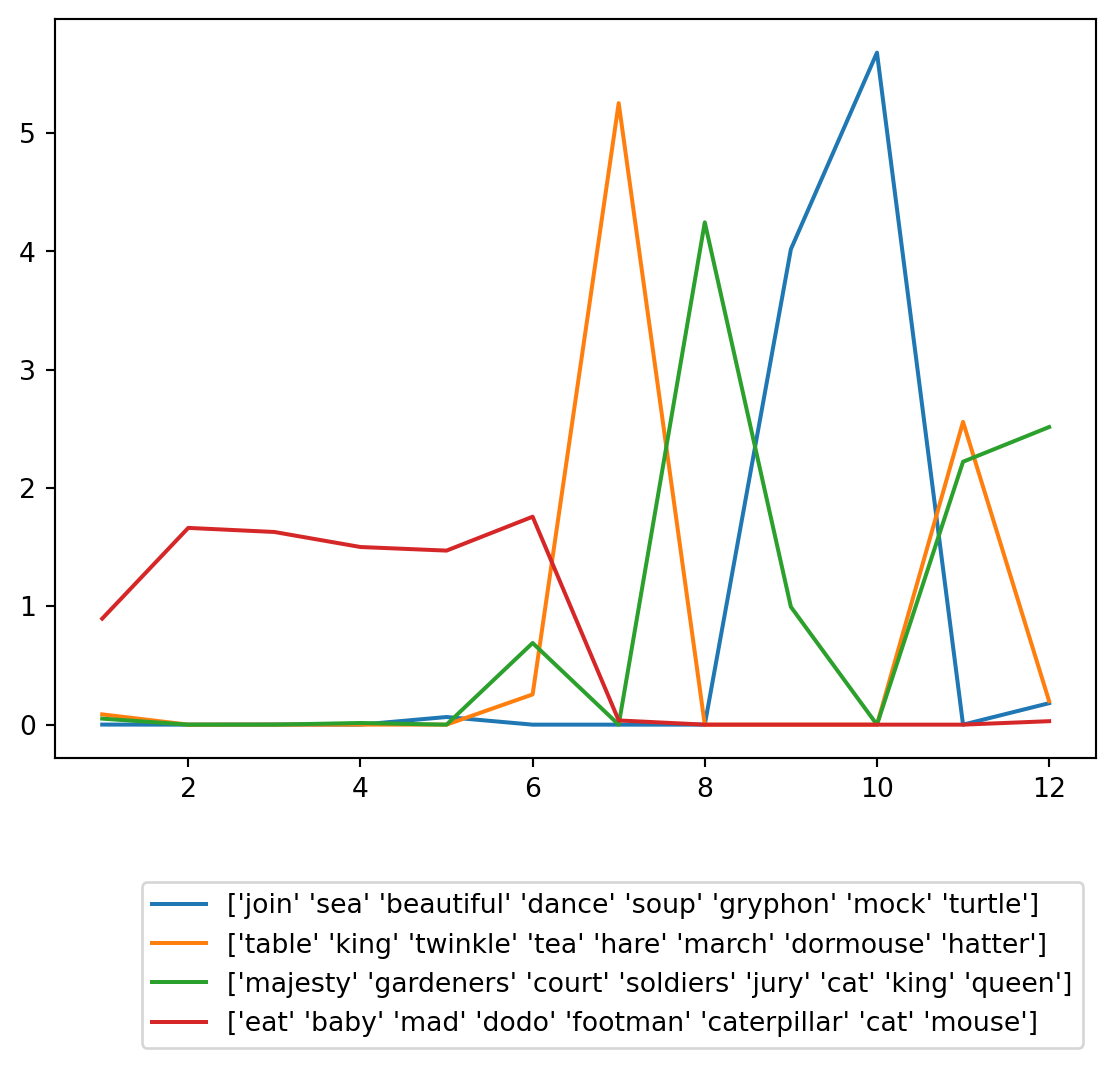 5
4
3
2
1
0
2 4 6 8 10 12
['join' 'sea' 'beautiful' 'dance' 'soup' 'gryphon' 'mock' 'turtle']
['table' 'king' 'twinkle' 'tea' 'hare' 'march' 'dormouse' 'hatter']
['majesty' 'gardeners' 'court' 'soldiers' 'jury' 'cat' 'king' 'queen']
['eat' 'baby' 'mad' 'dodo' 'footman' 'caterpillar' 'cat' 'mouse']